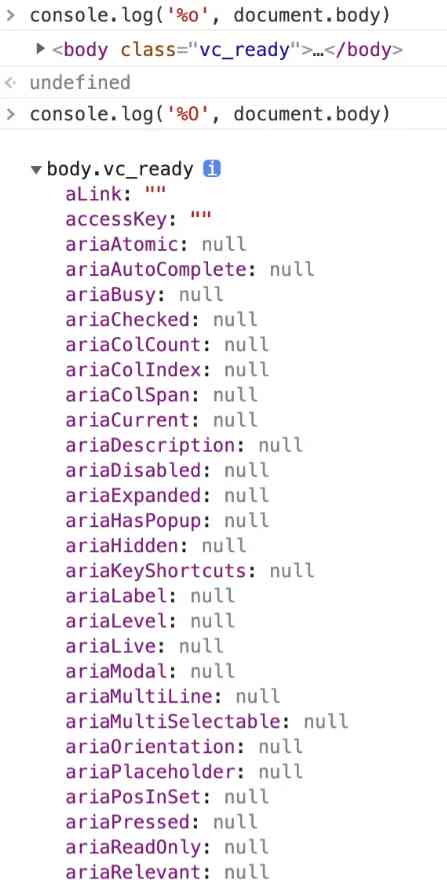 > console.log('%o', document.body)
▶ <body class="vc_ready">…</body>
<· undefined
> console.log('%O', document.body)
▼ body.vc_ready i
aLink: ""
accessKey: ""
ariaAtomic: null
ariaAutoComplete: null
ariaBusy: null
ariaChecked: null
ariaColCount: null
ariaColIndex: null
ariaColSpan: null
ariaCurrent: null
ariaDescription: null
ariaDisabled: null
ariaExpanded: null
ariaHasPopup: null
ariaHidden: null
ariaKeyShortcuts: null
ariaLabel: null
ariaLevel: null
ariaLive: null
ariaModal: null
ariaMultiLine: null
ariaMultiSelectable: null
ariaOrientation: null
ariaPlaceholder: null
ariaPosInSet: null
ariaPressed: null
ariaReadOnly: null
ariaRelevant: null